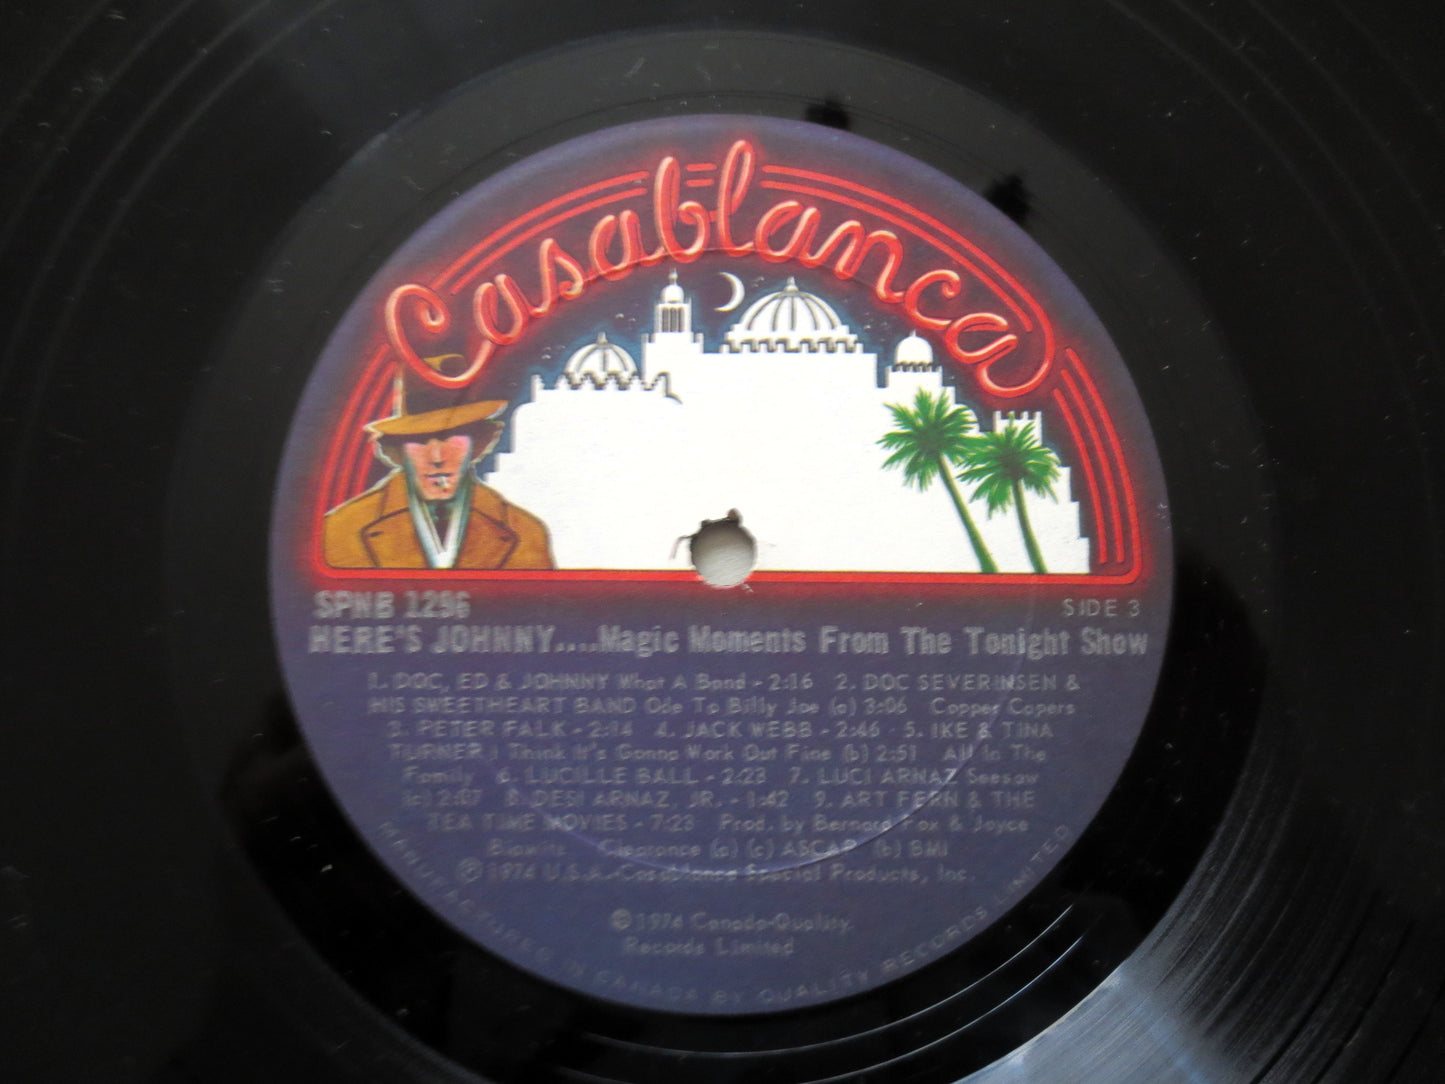 Casablanca
SPNB 1296
SIDE 3
HERE'S JOHNNY....Magic Moments From The Tonight Show
1. DOC, ED & JOHNNY What A Band - 2:16 2. DOC SEVERINSEN &
HIS SWEETHEART BAND Ode To Billy Joe (a) 3:06 Copper Capers
3. PETER FALK - 2:14 4. JACK WEBB - 2:46 5. IKE & TINA
TURNER I Think It's Gonna Work Out Fine (b) 2:51 All In The
Family 6. LUCILLE BALL - 2:23 7. LUCI ARNAZ Seesaw
(c) 2:07 8. DESI ARNAZ, JR. - 1:42 9. ART FERN & THE
TEA TIME MOVIES - 7:23 Prod. by Bernard Fox & Joyce
Biawitz Clearance (a) (c) ASCAP (b) BMI
℗ 1974 U.S.A.-Casablanca Special Products, Inc.
© 1974 Canada-Quality
Records Limited
MANUFACTURED IN CANADA BY QUALITY RECORDS LIMITED